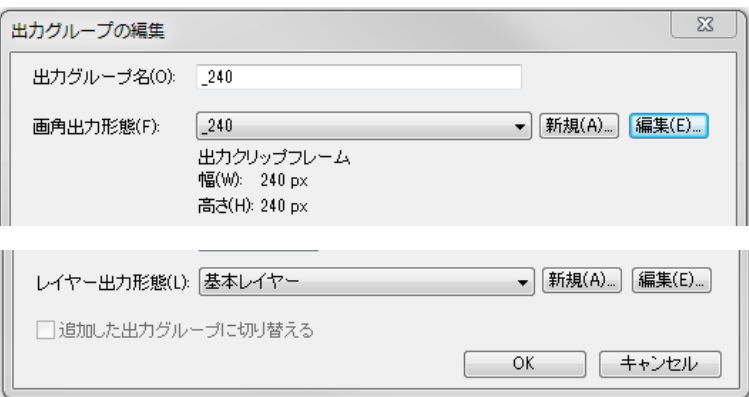 出力グループの編集
出力グループ名(O): _240
画角出力形態(F): _240 新規(A)... 編集(E)...
出力クリップフレーム
幅(W): 240 px
高さ(H): 240 px
レイヤー出力形態(L): 基本レイヤー 新規(A)... 編集(E)...
追加した出力グループに切り替える
OK キャンセル